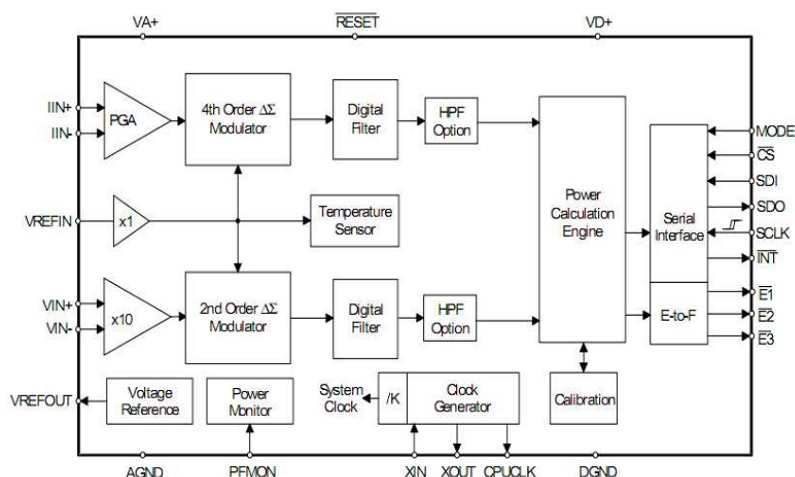 VA+
RESET
VD+
IIN+
IIN-
PGA
4th Order ΔΣ
Modulator
Digital
Filter
HPF
Option
MODE
CS
SDI
SDO
SCLK
INT
Power
Calculation
Engine
Serial
Interface
VREFIN
x1
Temperature
Sensor
VIN+
VIN-
x10
2nd Order ΔΣ
Modulator
Digital
Filter
HPF
Option
E-to-F
E1
E2
E3
VREFOUT
Voltage
Reference
Power
Monitor
System
Clock
/K
Clock
Generator
Calibration
AGND
PFMON
XIN
XOUT
CPUCLK
DGND